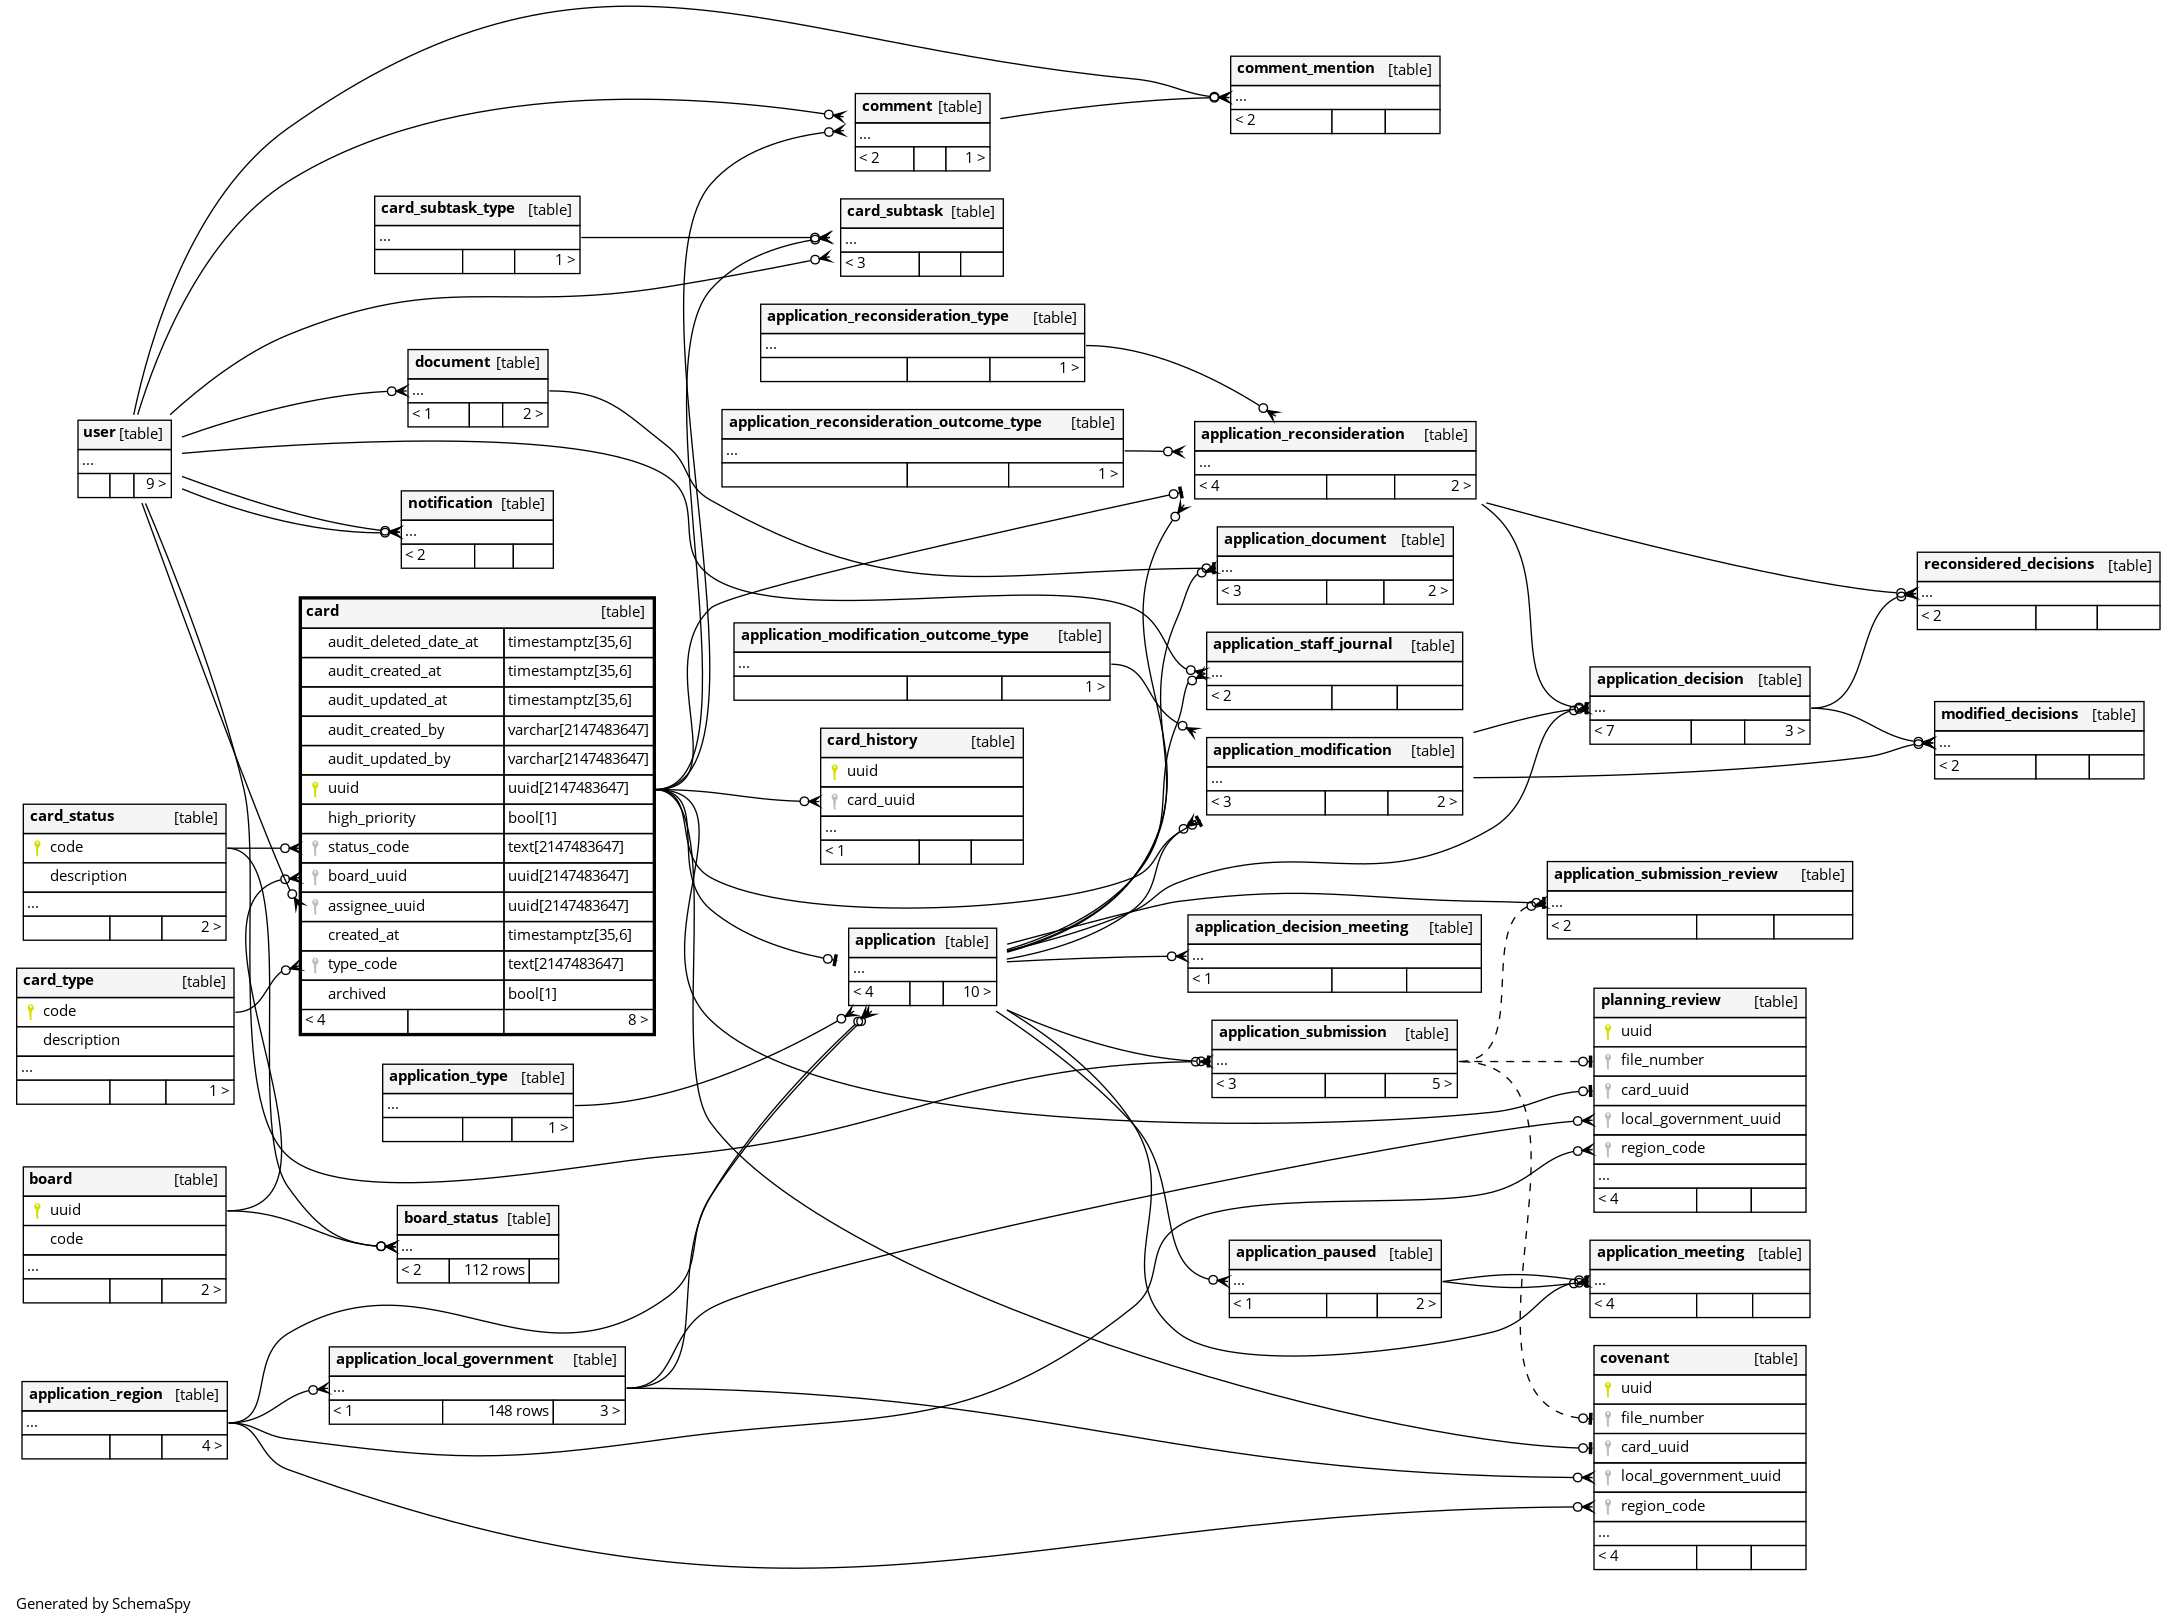 comment_mention [table]
...
< 2
comment [table]
...
< 2 1 >
card_subtask_type [table]
...
1 >
card_subtask [table]
...
< 3
application_reconsideration_type [table]
...
1 >
document [table]
...
< 1 2 >
application_reconsideration_outcome_type [table]
...
1 >
application_reconsideration [table]
...
< 4 2 >
user [table]
...
9 >
notification [table]
...
< 2
application_document [table]
...
< 3 2 >
reconsidered_decisions [table]
...
< 2
card [table]
audit_deleted_date_at timestamptz[35,6]
audit_created_at timestamptz[35,6]
audit_updated_at timestamptz[35,6]
audit_created_by varchar[2147483647]
audit_updated_by varchar[2147483647]
uuid uuid[2147483647]
high_priority bool[1]
status_code text[2147483647]
board_uuid uuid[2147483647]
assignee_uuid uuid[2147483647]
created_at timestamptz[35,6]
type_code text[2147483647]
archived bool[1]
< 4 8 >
application_modification_outcome_type [table]
...
1 >
application_staff_journal [table]
...
< 2
application_decision [table]
...
< 7 3 >
modified_decisions [table]
...
< 2
card_history [table]
uuid
card_uuid
...
< 1
application_modification [table]
...
< 3 2 >
card_status [table]
code
description
...
2 >
application_submission_review [table]
...
< 2
application [table]
...
< 4 10 >
application_decision_meeting [table]
...
< 1
card_type [table]
code
description
...
1 >
planning_review [table]
uuid
file_number
card_uuid
local_government_uuid
region_code
...
< 4
application_submission [table]
...
< 3 5 >
application_type [table]
...
1 >
board [table]
uuid
code
...
2 >
board_status [table]
...
< 2 112 rows
application_paused [table]
...
< 1 2 >
application_meeting [table]
...
< 4
application_local_government [table]
...
< 1 148 rows 3 >
covenant [table]
uuid
file_number
card_uuid
local_government_uuid
region_code
...
< 4
application_region [table]
...
4 >
Generated by SchemaSpy